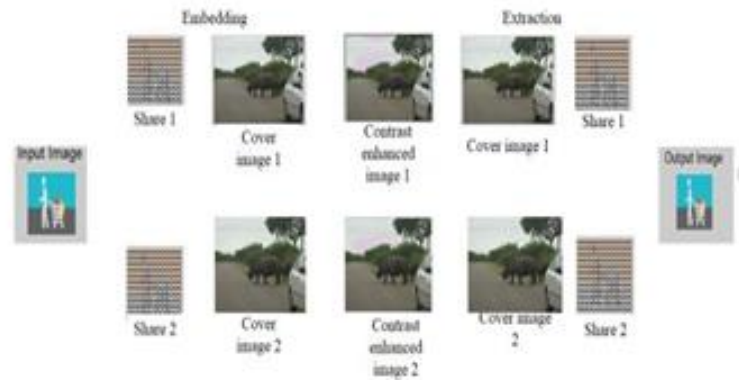 Embedding
Extraction
Share 1
Cover
image 1
Contrast
enhanced
image 1
Cover image 1
Share 1
Input Image
Output Image
Share 2
Cover
image 2
Contrast
enhanced
image 2
Cover image
2
Share 2